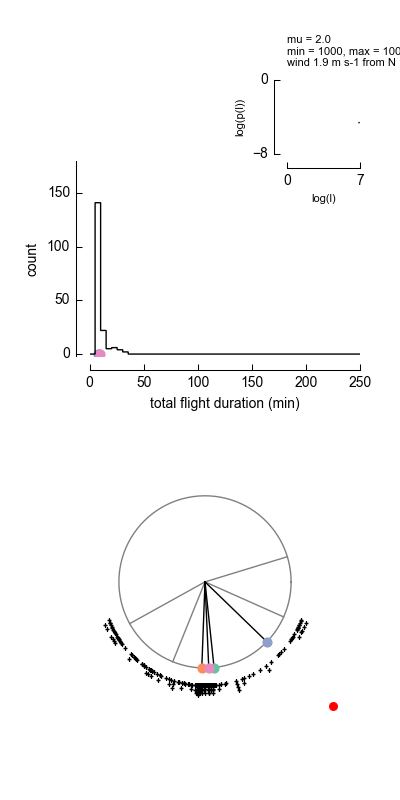 mu = 2.0
min = 1000, max = 100
wind 1.9 m s-1 from N
0
log(p(l))
−8
0 7
log(l)
150
100
50
0
count
0 50 100 150 200 250
total flight duration (min)